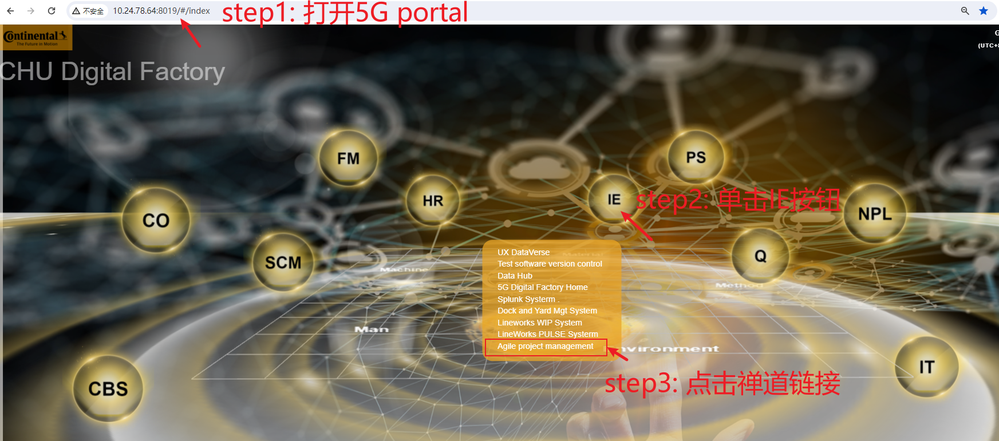 不安全 10.24.78.64:8019/#/index
step1: 打开5G portal
Continental
The Future in Motion
G
(UTC+8
CHU Digital Factory
FM
PS
HR
IE
step2: 单击IE按钮
CO
NPL
SCM
Q
UX DataVerse
Test software version control
Data Hub
5G Digital Factory Home
Splunk Systerm .
Dock and Yard Mgt System
Lineworks WIP System
LineWorks PULSE Systerm
Agile project management
Material
Machine
Method
Man
nvironment
step3: 点击禅道链接
CBS
IT